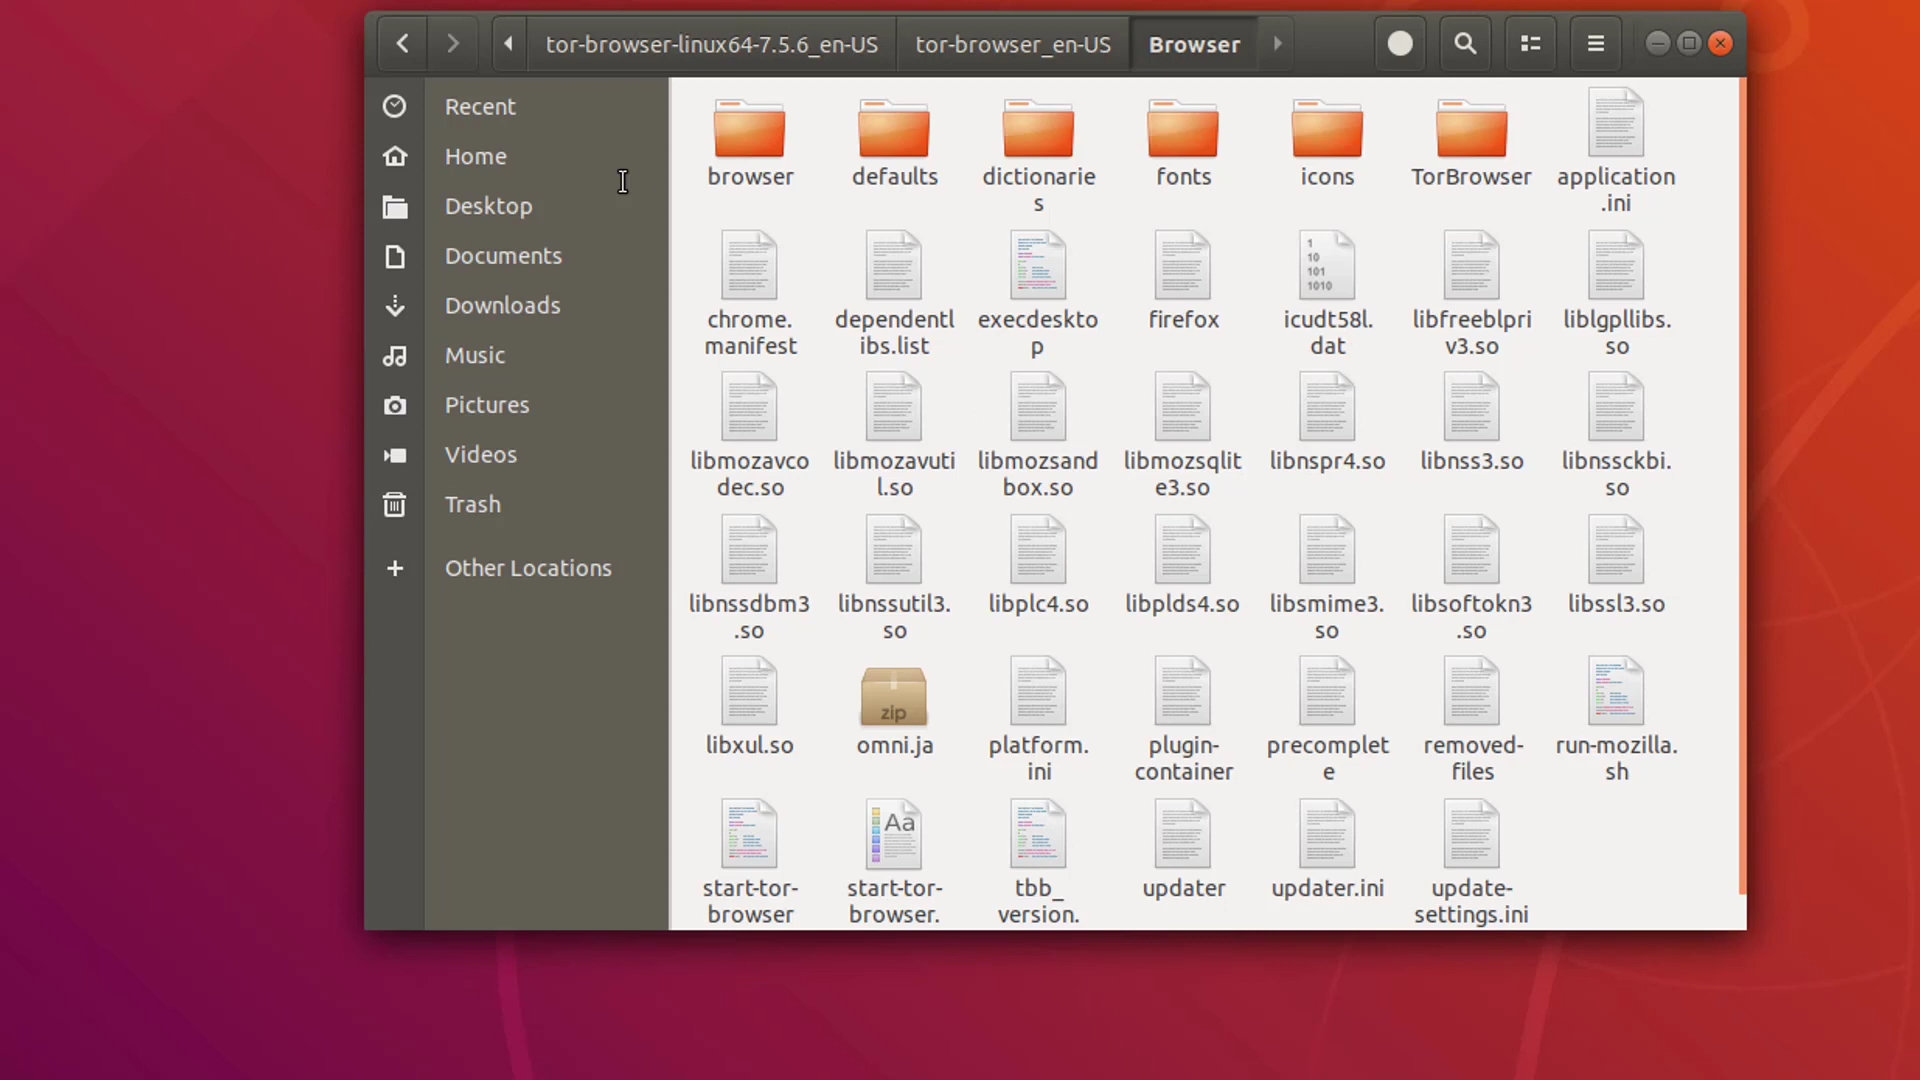 tor-browser-linux64-7.5.6_en-US tor-browser_en-US Browser
Recent
Home
Desktop
Documents
Downloads
Music
Pictures
Videos
Trash
Other Locations
browser defaults dictionarie fonts icons TorBrowser application
s .ini
chrome. dependentl execdeskto firefox icudt58l. libfreeblpri liblgpllibs.
manifest ibs.list p dat v3.so so
libmozavco libmozavuti libmozsand libmozsqlit libnspr4.so libnss3.so libnssckbi.
dec.so l.so box.so e3.so so
libnssdbm3 libnssutil3. libplc4.so libplds4.so libsmime3. libsoftokn3 libssl3.so
.so so so .so
libxul.so omni.ja platform. plugin- precomplet removed- run-mozilla.
ini container e files sh
start-tor- start-tor- tbb_ updater updater.ini update-
browser browser. version. settings.ini
1
10
101
1010
zip
Aa